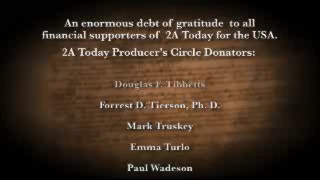 An enormous debt of gratitude to all
financial supporters of 2A Today for the USA.
2A Today Producer's Circle Donators:
Douglas F. Tibbetts
Forrest D. Tierson, Ph. D.
Mark Truskey
Emma Turlo
Paul Wadeson